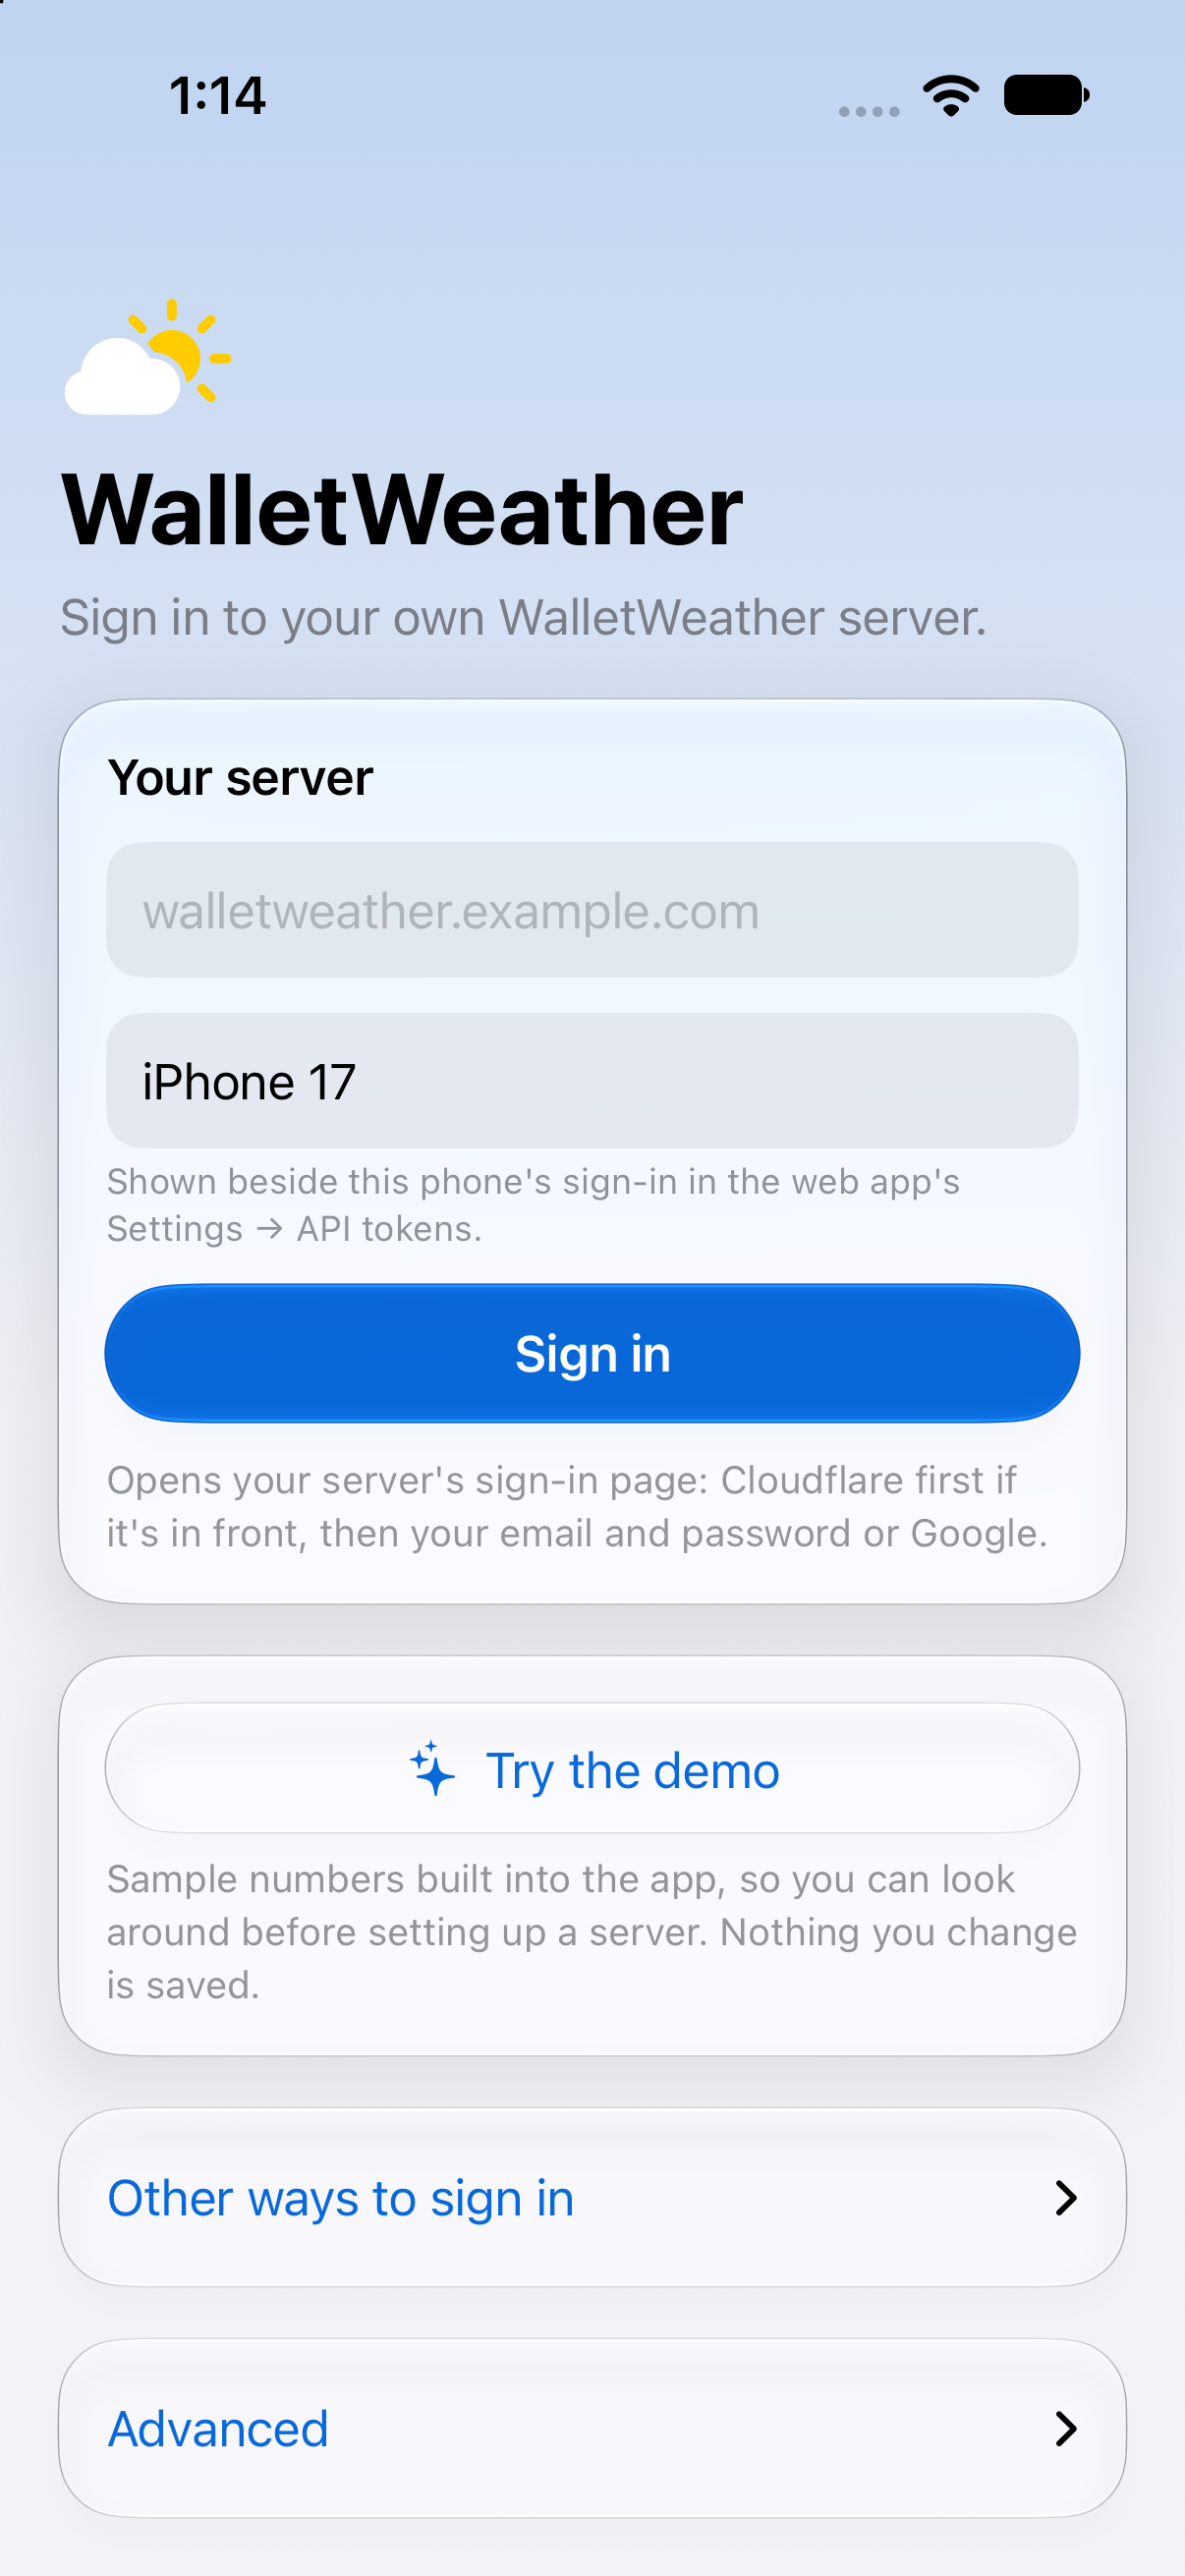 1:14
WalletWeather
Sign in to your own WalletWeather server.
Your server
walletweather.example.com
iPhone 17
Shown beside this phone's sign-in in the web app's
Settings → API tokens.
Sign in
Opens your server's sign-in page: Cloudflare first if
it's in front, then your email and password or Google.
Try the demo
Sample numbers built into the app, so you can look
around before setting up a server. Nothing you change
is saved.
Other ways to sign in
Advanced